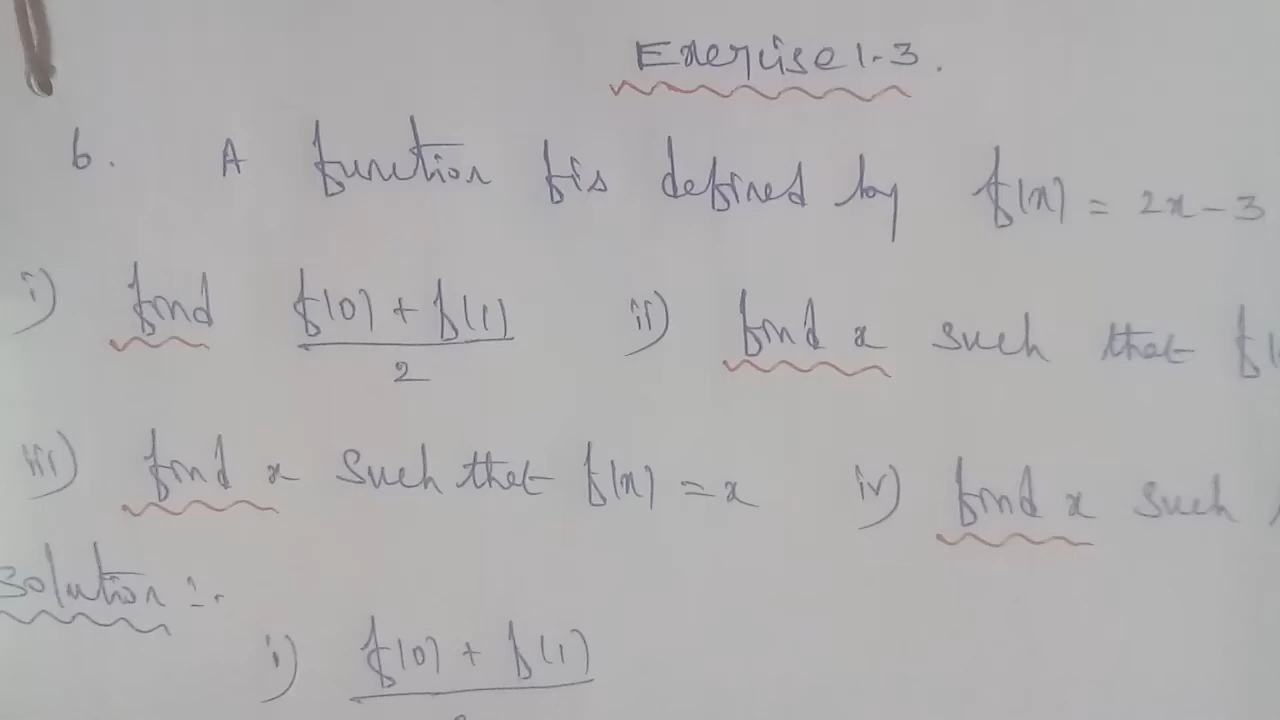 Exercise 1.3.
6. A function f is defined by f(x) = 2x - 3
i) find f(0) + f(1) / 2 ii) find x such that f(
iii) find x such that f(x) = x iv) find x such
Solution :-
i) f(0) + f(1)